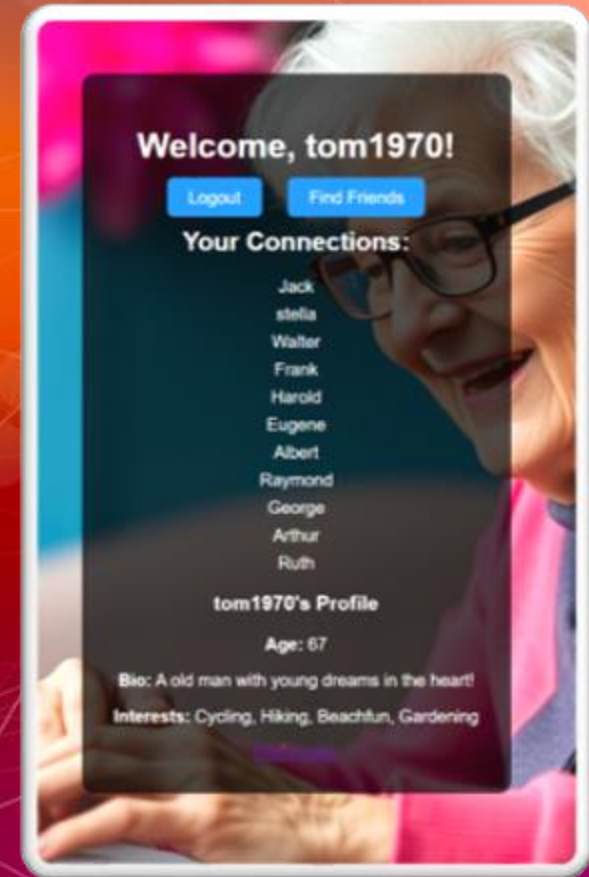 Welcome, tom1970!
Logout Find Friends
Your Connections:
Jack
stella
Walter
Frank
Harold
Eugene
Albert
Raymond
George
Arthur
Ruth
tom1970's Profile
Age: 67
Bio: A old man with young dreams in the heart!
Interests: Cycling, Hiking, Beachfun, Gardening